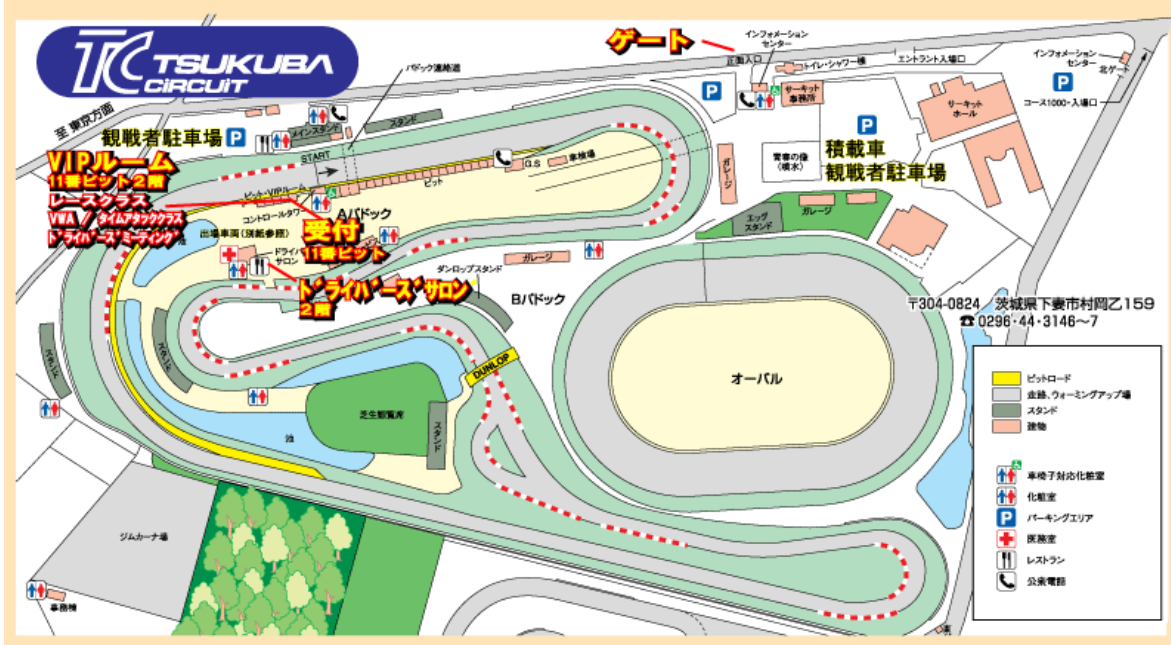 TC TSUKUBA
CIRCUIT
ゲート
インフォメーション
センター
正面入口
トイレ・シャワー棟
エントラント入場口
インフォメーション
センター
北ゲート
コース1000・入場口
サーキット
事務所
サーキット
ホール
至 東京方面
パドック連絡道
観戦者駐車場
メインスタンド
スタンド
START
VIPルーム
11番ピット2階
レースクラス
VWA / タイムアタッククラス
ドライバーズミーティング
ピット・VIPルーム
コントロールタワー
ピット
G.S
車検場
ガレージ
青春の像
(噴水)
積載車
観戦者駐車場
ガレージ
エッグ
スタンド
Aパドック
出場車両(別紙参照)
受付
11番ピット
池
ドライバーズ
サロン
ドライバーズサロン
2階
ガレージ
ダンロップスタンド
Bパドック
〒304-0824 茨城県下妻市村岡乙159
☎0296・44・3146〜7
スタンド
スタンド
DUNLOP
オーバル
芝生観覧席
スタンド
池
ジムカーナ場
事務棟
ピットロード
走路、ウォーミングアップ場
スタンド
建物
車椅子対応化粧室
化粧室
P
パーキングエリア
医務室
レストラン
公衆電話